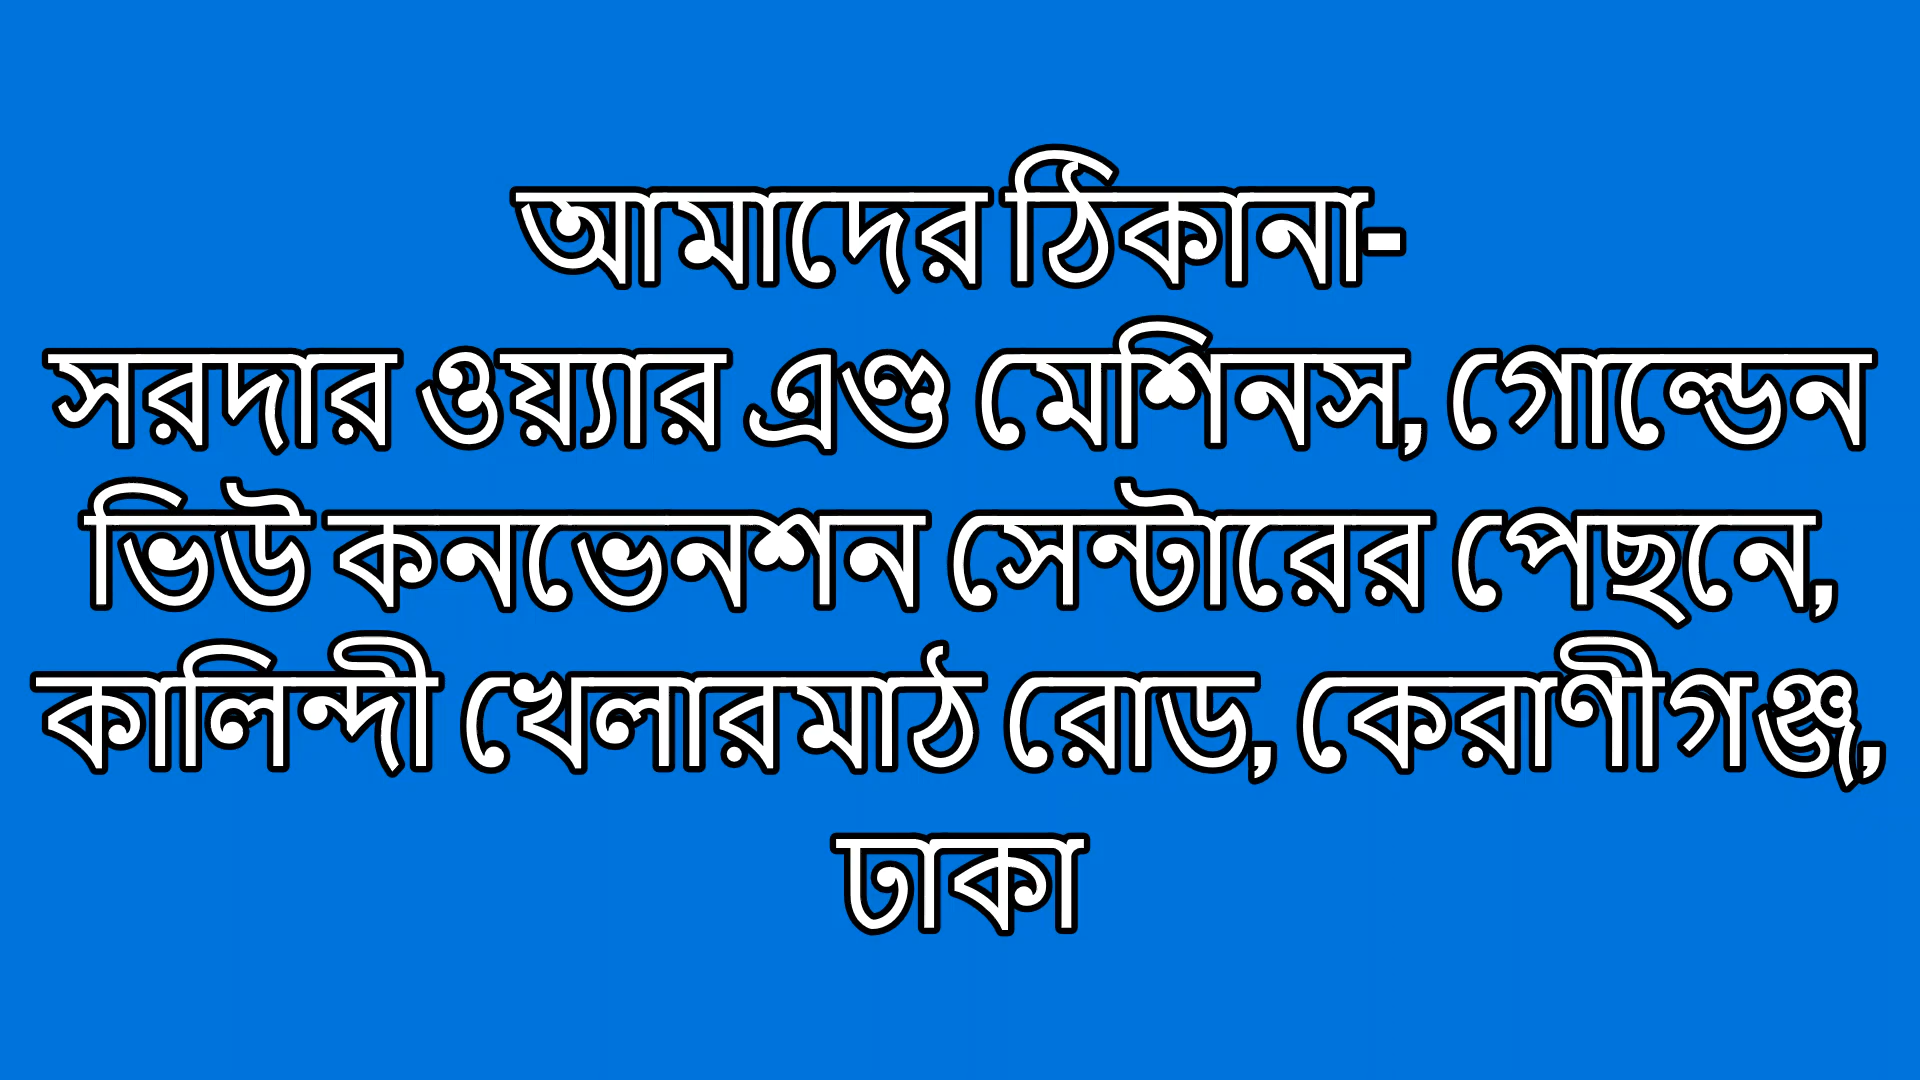 আমাদের ঠিকানা-
সরদার ওয়্যার এণ্ড মেশিনস, গোল্ডেন
ভিউ কনভেনশন সেন্টারের পেছনে,
কালিন্দী খেলারমাঠ রোড, কেরাণীগঞ্জ,
ঢাকা